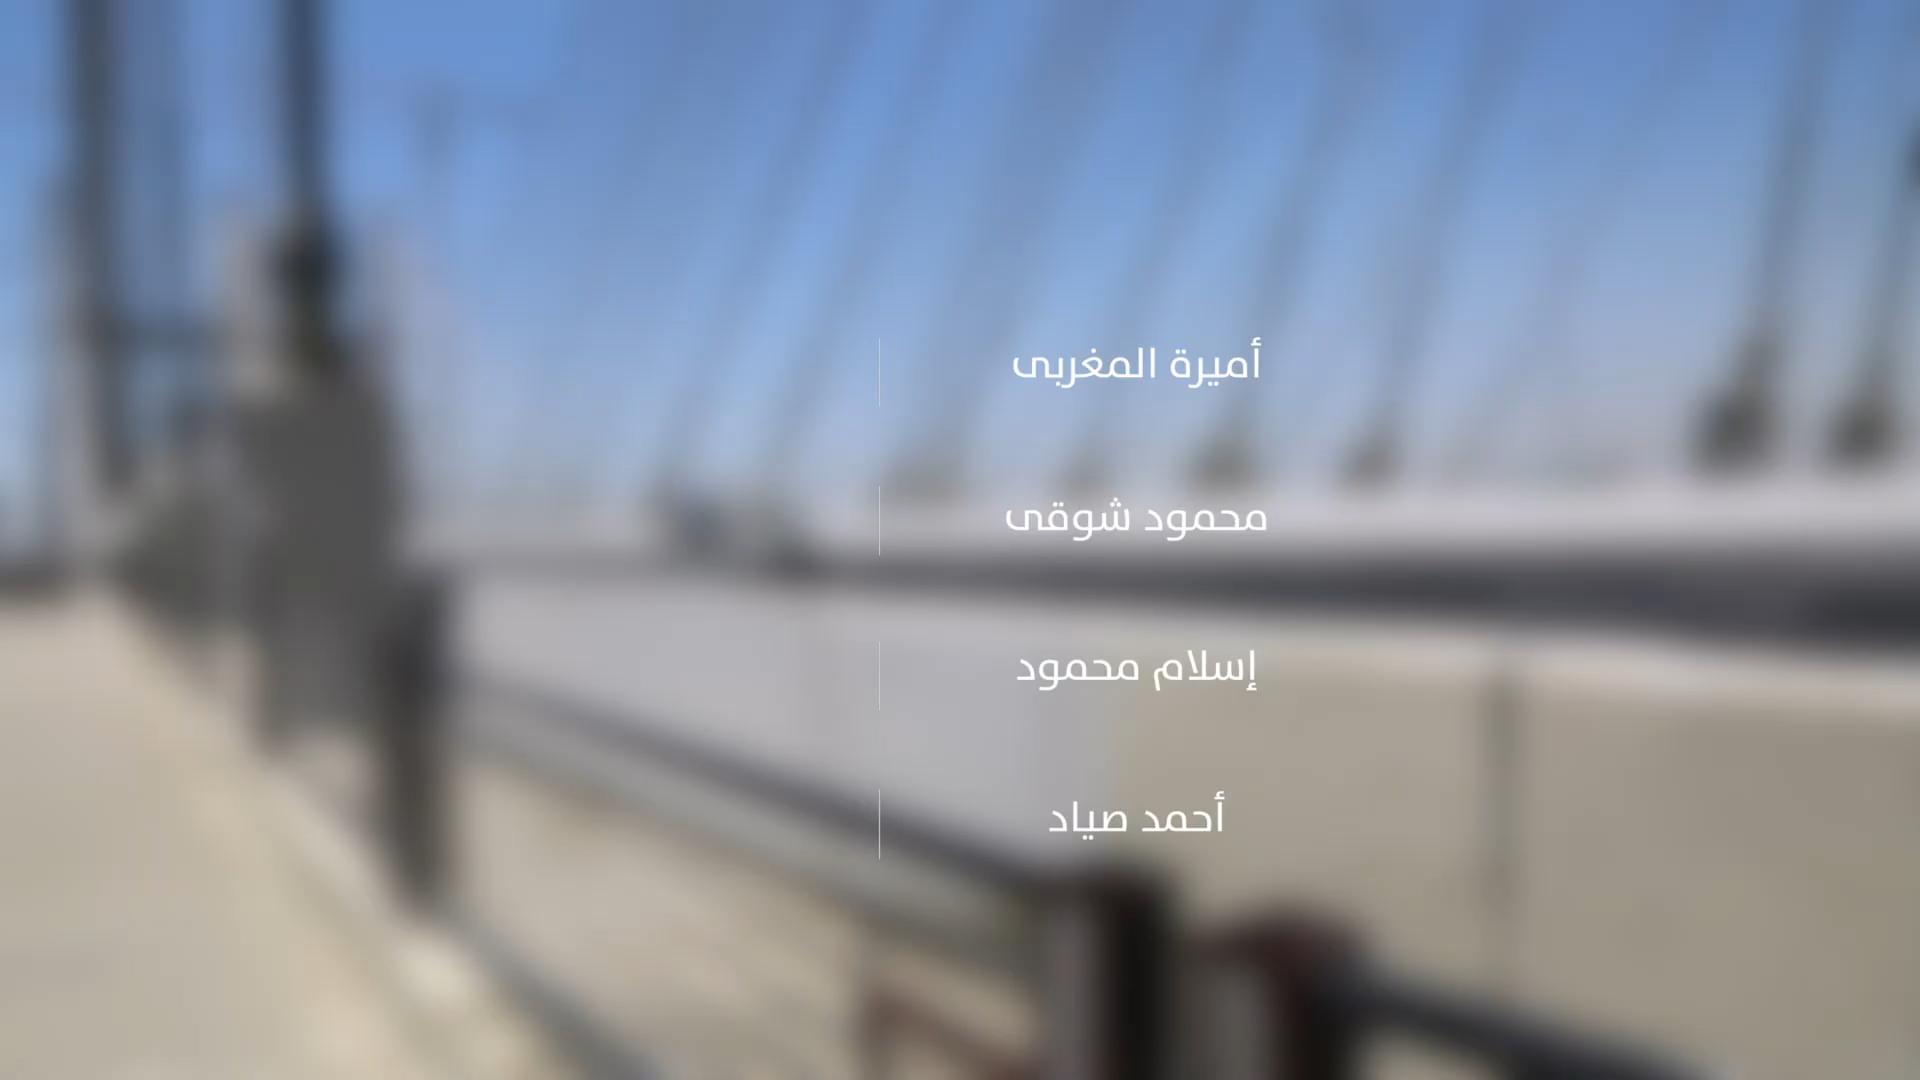 أميرة المغربى
محمود شوقى
إسلام محمود
أحمد صياد